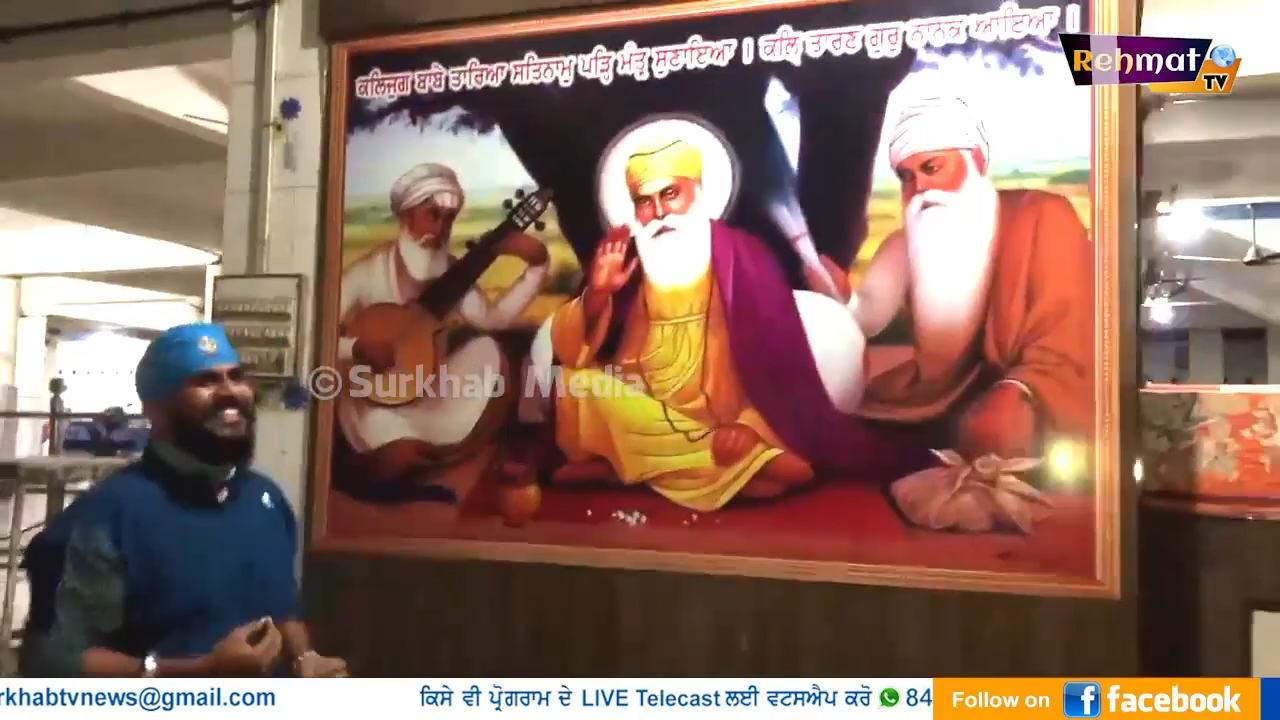 ਕਲਿਜੁਗ ਬਾਬੇ ਤਾਰਿਆ ਸਤਿਨਾਮੁ ਪੜ੍ਹਿ ਮੰਤ੍ਰ ਸੁਣਾਇਆ । ਕਲਿ ਤਾਰਣ ਗੁਰੁ ਨਾਨਕ ਆਇਆ ।
Rehmat TV
©Surkhab Media
rkhabtvnews@gmail.com
ਕਿਸੇ ਵੀ ਪ੍ਰੋਗਰਾਮ ਦੇ LIVE Telecast ਲਈ ਵਟਸਐਪ ਕਰੋ 84
Follow on facebook